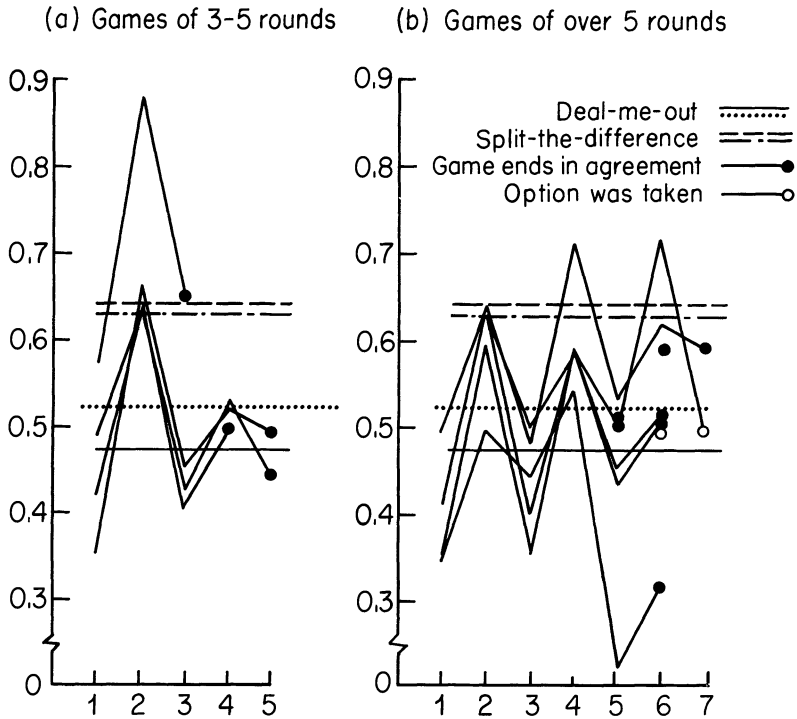 (a) Games of 3-5 rounds
0.9
0.8
0.7
0.6
0.5
0.4
0.3
0
1 2 3 4 5
(b) Games of over 5 rounds
Deal-me-out
Split-the-difference
Game ends in agreement
Option was taken
0.9
0.8
0.7
0.6
0.5
0.4
0.3
0
1 2 3 4 5 6 7